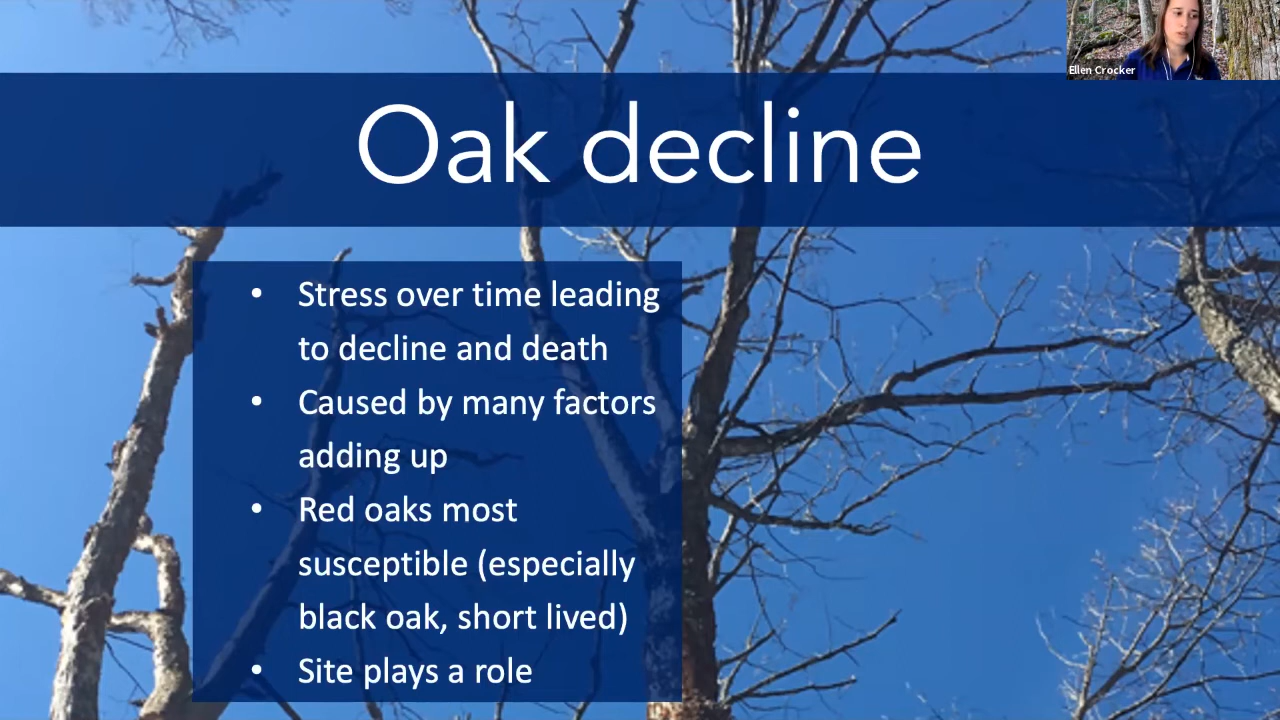 Ellen Crocker
Oak decline
• Stress over time leading
to decline and death
• Caused by many factors
adding up
• Red oaks most
susceptible (especially
black oak, short lived)
• Site plays a role